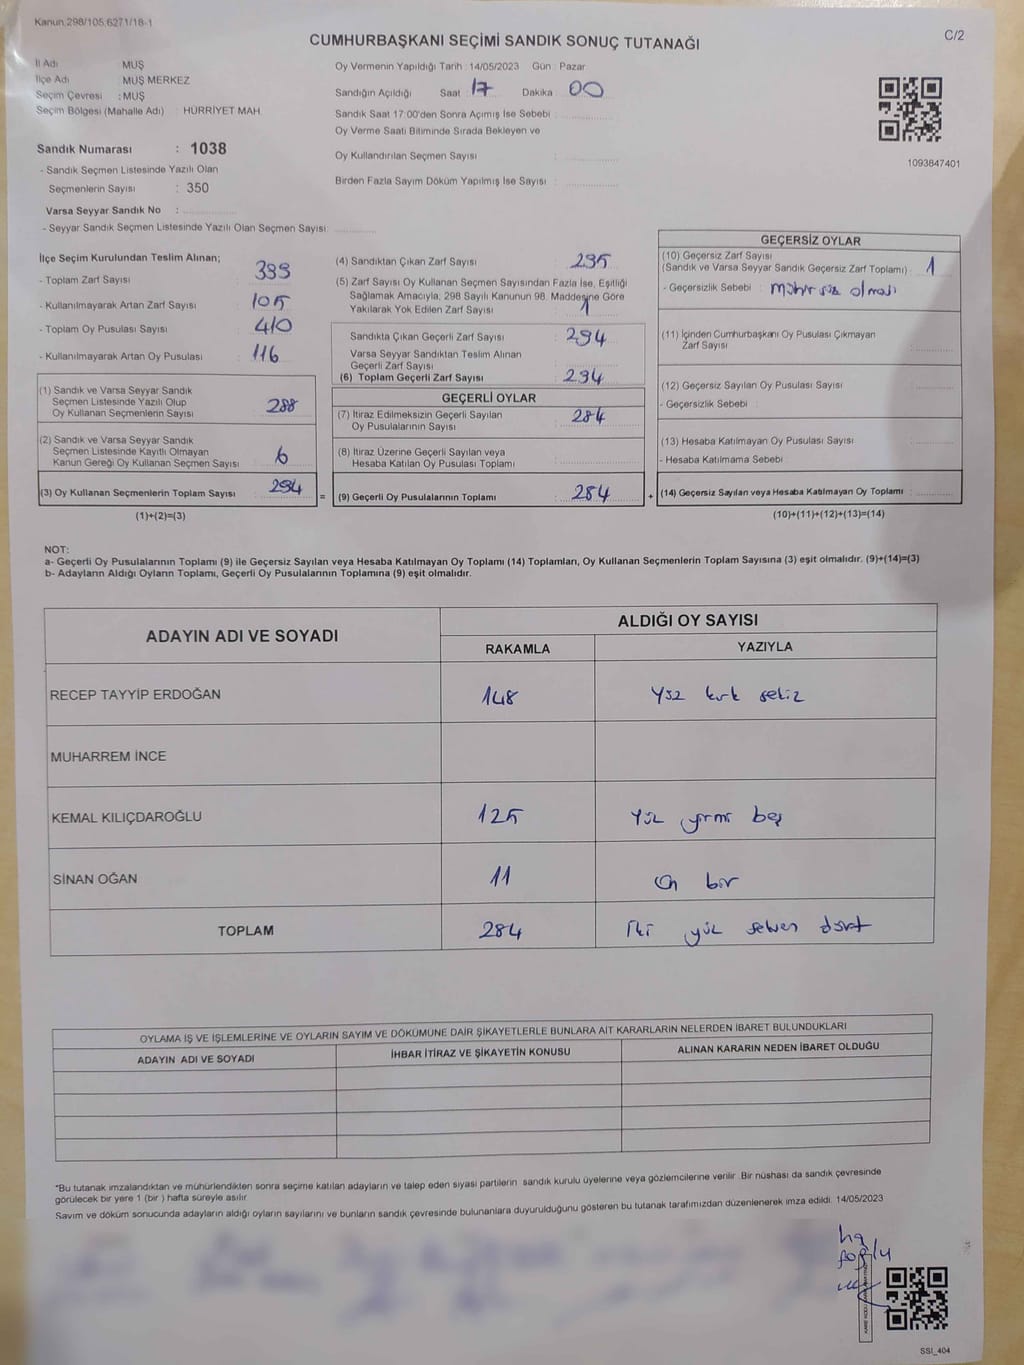 Kanun.298/105,6271/18-1
C/2
CUMHURBAŞKANI SEÇİMİ SANDIK SONUÇ TUTANAĞI
İl Adı : MUŞ
İlçe Adı : MUŞ MERKEZ
Seçim Çevresi : MUŞ
Seçim Bölgesi (Mahalle Adı) : HÜRRİYET MAH.
Sandık Numarası : 1038
- Sandık Seçmen Listesinde Yazılı Olan
Seçmenlerin Sayısı : 350
Varsa Seyyar Sandık No :
- Seyyar Sandık Seçmen Listesinde Yazılı Olan Seçmen Sayısı:
Oy Vermenin Yapıldığı Tarih : 14/05/2023 Gün : Pazar
Sandığın Açıldığı Saat : 17 Dakika : 00
Sandık Saat 17:00'den Sonra Açımış İse Sebebi :
Oy Verme Saati Bitiminde Sırada Bekleyen ve
Oy Kullandırılan Seçmen Sayısı :
Birden Fazla Sayım Döküm Yapılmış İse Sayısı :
1093847401
İlçe Seçim Kurulundan Teslim Alınan;
- Toplam Zarf Sayısı : 399
- Kullanılmayarak Artan Zarf Sayısı : 105
- Toplam Oy Pusulası Sayısı : 410
- Kullanılmayarak Artan Oy Pusulası : 116
(1) Sandık ve Varsa Seyyar Sandık
Seçmen Listesinde Yazılı Olup
Oy Kullanan Seçmenlerin Sayısı : 288
(2) Sandık ve Varsa Seyyar Sandık
Seçmen Listesinde Kayıtlı Olmayan
Kanun Gereği Oy Kullanan Seçmen Sayısı : 6
(3) Oy Kullanan Seçmenlerin Toplam Sayısı : 294
(1)+(2)=(3)
=
(4) Sandıktan Çıkan Zarf Sayısı : 295
(5) Zarf Sayısı Oy Kullanan Seçmen Sayısından Fazla İse, Eşitliği
Sağlamak Amacıyla, 298 Sayılı Kanunun 98. Maddesine Göre
Yakılarak Yok Edilen Zarf Sayısı : 1
Sandıkta Çıkan Geçerli Zarf Sayısı : 294
Varsa Seyyar Sandıktan Teslim Alınan
Geçerli Zarf Sayısı :
(6) Toplam Geçerli Zarf Sayısı : 294
GEÇERLİ OYLAR
(7) İtiraz Edilmeksizin Geçerli Sayılan
Oy Pusulalarının Sayısı : 284
(8) İtiraz Üzerine Geçerli Sayılan veya
Hesaba Katılan Oy Pusulası Toplamı :
(9) Geçerli Oy Pusulalarının Toplamı : 284
+
GEÇERSİZ OYLAR
(10) Geçersiz Zarf Sayısı
(Sandık ve Varsa Seyyar Sandık Geçersiz Zarf Toplamı) : 1
- Geçersizlik Sebebi : mühür süz olması
(11) İçinden Cumhurbaşkanı Oy Pusulası Çıkmayan
Zarf Sayısı :
(12) Geçersiz Sayılan Oy Pusulası Sayısı :
- Geçersizlik Sebebi :
(13) Hesaba Katılmayan Oy Pusulası Sayısı :
- Hesaba Katılmama Sebebi :
(14) Geçersiz Sayılan veya Hesaba Katılmayan Oy Toplamı :
(10)+(11)+(12)+(13)=(14)
NOT:
a- Geçerli Oy Pusulalarının Toplamı (9) ile Geçersiz Sayılan veya Hesaba Katılmayan Oy Toplamı (14) Toplamları, Oy Kullanan Seçmenlerin Toplam Sayısına (3) eşit olmalıdır. (9)+(14)=(3)
b- Adayların Aldığı Oyların Toplamı, Geçerli Oy Pusulalarının Toplamına (9) eşit olmalıdır.
ADAYIN ADI VE SOYADI
ALDIĞI OY SAYISI
RAKAMLA YAZIYLA
RECEP TAYYİP ERDOĞAN 148 Yüz kırk sekiz
MUHARREM İNCE
KEMAL KILIÇDAROĞLU 125 Yüz yirmi beş
SİNAN OĞAN 11 on bir
TOPLAM 284 İki yüz seksen dört
OYLAMA İŞ VE İŞLEMLERİNE VE OYLARIN SAYIM VE DÖKÜMÜNE DAİR ŞİKAYETLERLE BUNLARA AİT KARARLARIN NELERDEN İBARET BULUNDUKLARI
ADAYIN ADI VE SOYADI İHBAR İTİRAZ VE ŞİKAYETİN KONUSU ALINAN KARARIN NEDEN İBARET OLDUĞU
*Bu tutanak imzalandıktan ve mühürlendikten sonra seçime katılan adayların ve talep eden siyasi partilerin sandık kurulu üyelerine veya gözlemcilerine verilir. Bir nüshası da sandık çevresinde
görülecek bir yere 1 (bir ) hafta süreyle asılır.
Sayım ve döküm sonucunda adayların aldığı oyların sayılarını ve bunların sandık çevresinde bulunanlara duyurulduğunu gösteren bu tutanak tarafımızdan düzenlenerek imza edildi. 14/05/2023
SSI_404